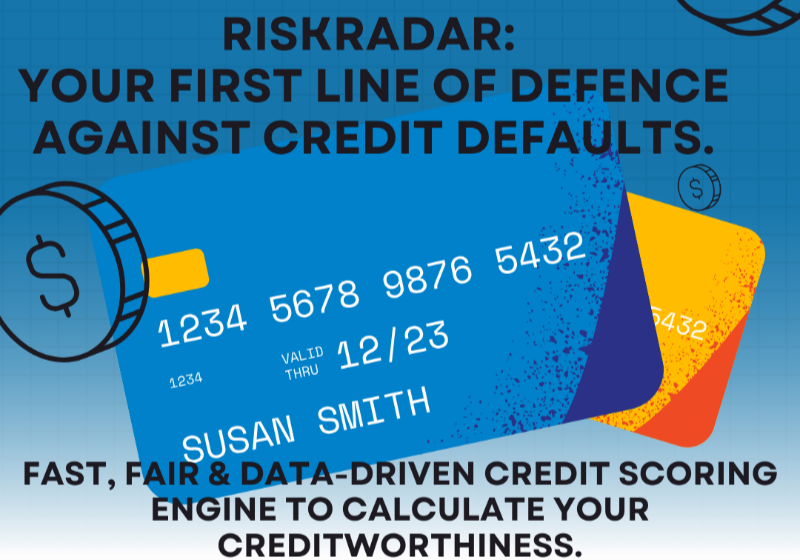 RISKRADAR:
YOUR FIRST LINE OF DEFENCE
AGAINST CREDIT DEFAULTS.
$
$
1234 5678 9876 5432
5432
1234
VALID
THRU
12/23
SUSAN SMITH
FAST, FAIR & DATA-DRIVEN CREDIT SCORING
ENGINE TO CALCULATE YOUR
CREDITWORTHINESS.